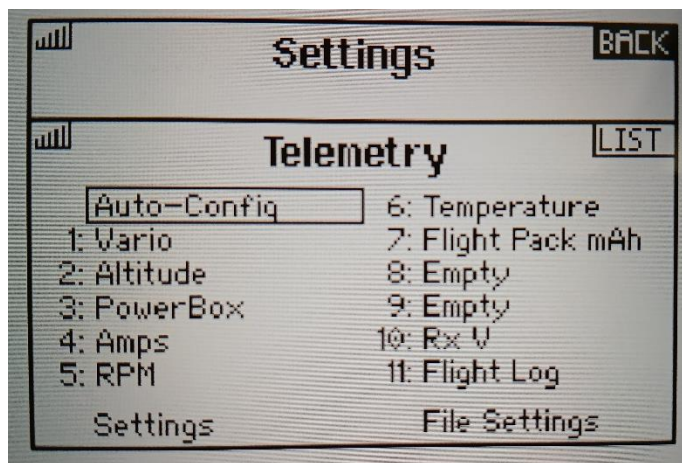 Settings
BACK
Telemetry
LIST
Auto-Config
1: Vario
2: Altitude
3: PowerBox
4: Amps
5: RPM
6: Temperature
7: Flight Pack mAh
8: Empty
9: Empty
10: Rx V
11: Flight Log
Settings
File Settings